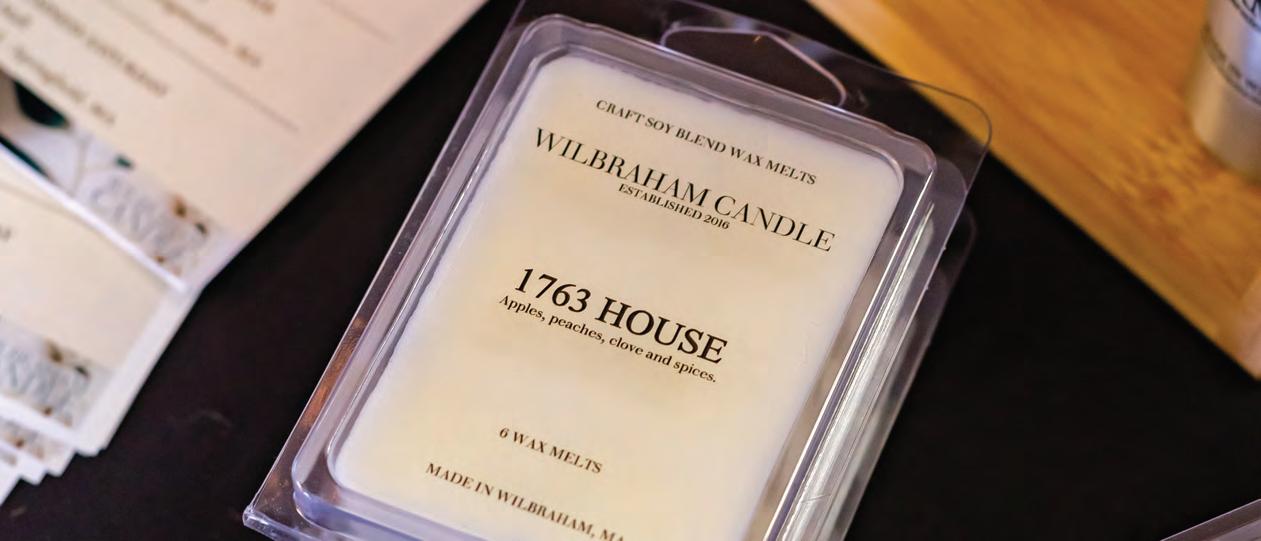 CRAFT SOY BLEND WAX MELTS
WILBRAHAM CANDLE
ESTABLISHED 2016
1763 HOUSE
Apples, peaches, clove and spices.
6 WAX MELTS
MADE IN WILBRAHAM, MA